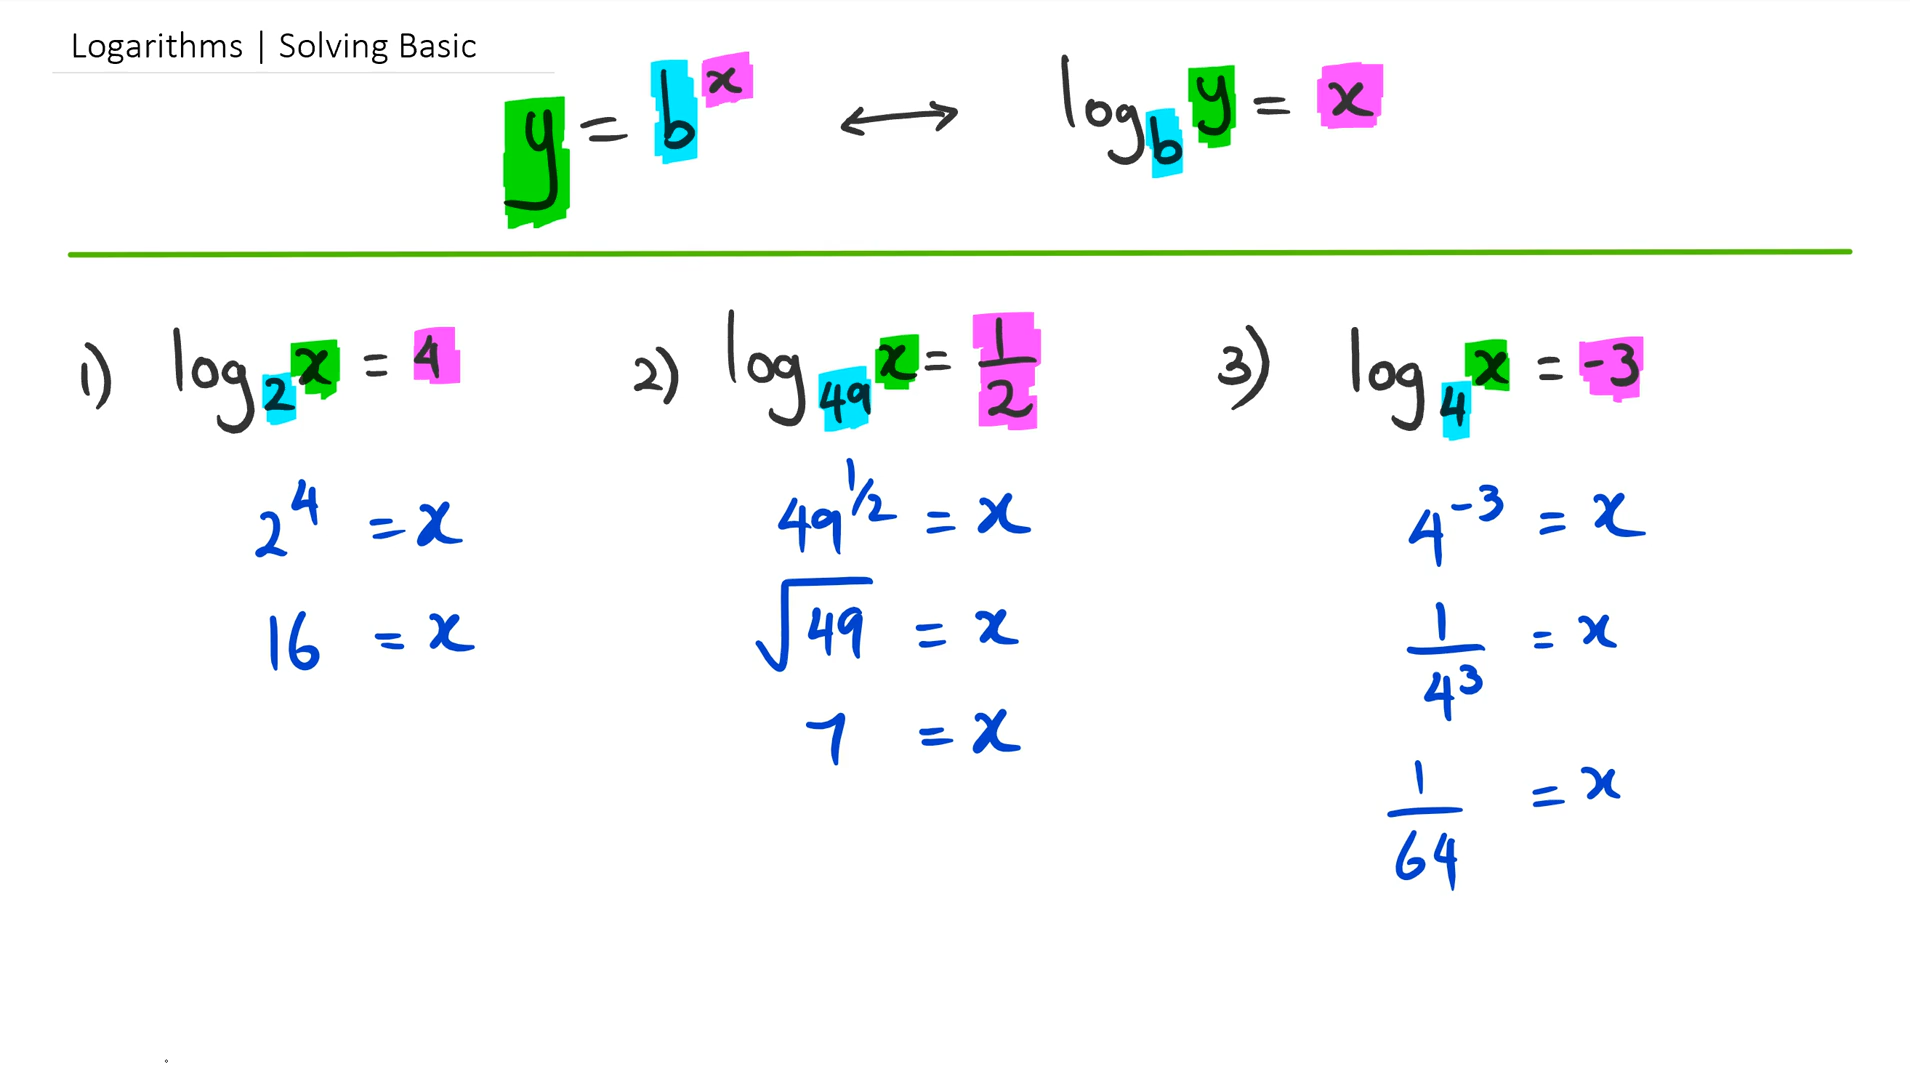 Logarithms | Solving Basic
y = b^x ↔ log_b y = x
1) log_2 x = 4
2^4 = x
16 = x
2) log_49 x = 1/2
49^1/2 = x
√49 = x
7 = x
3) log_4 x = -3
4^-3 = x
1/4^3 = x
1/64 = x